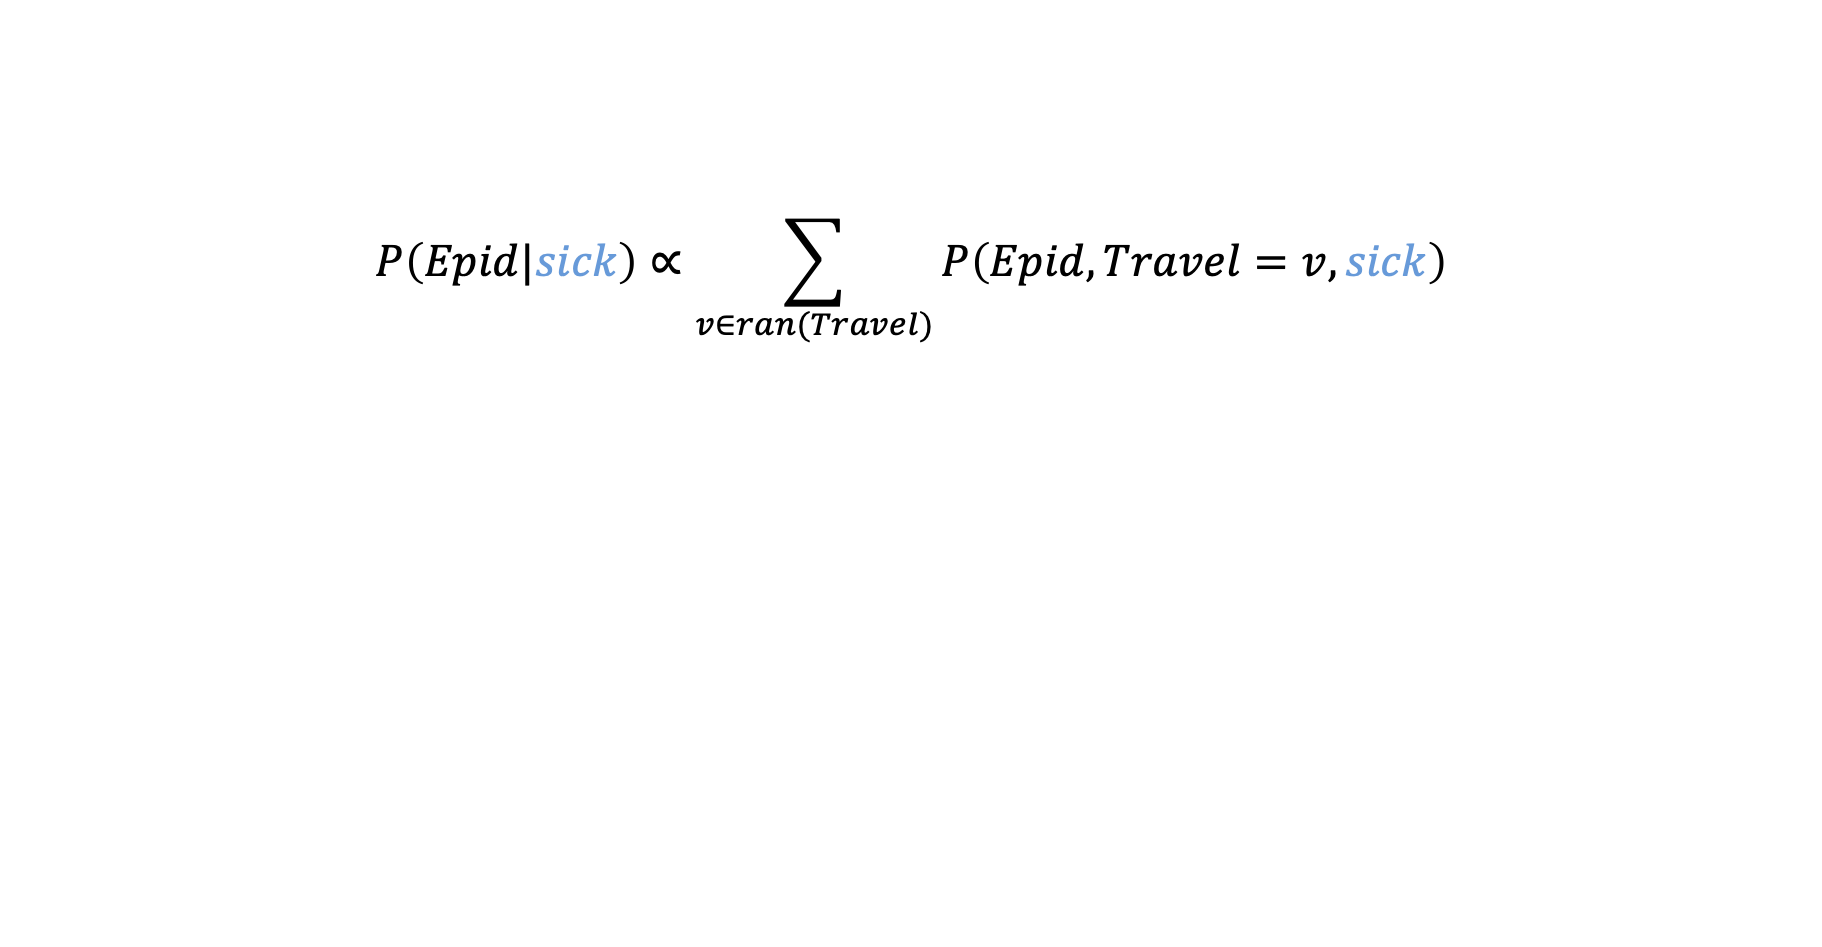 P(Epid|sick) ∝ ∑ P(Epid, Travel = v, sick)
v∈ran(Travel)